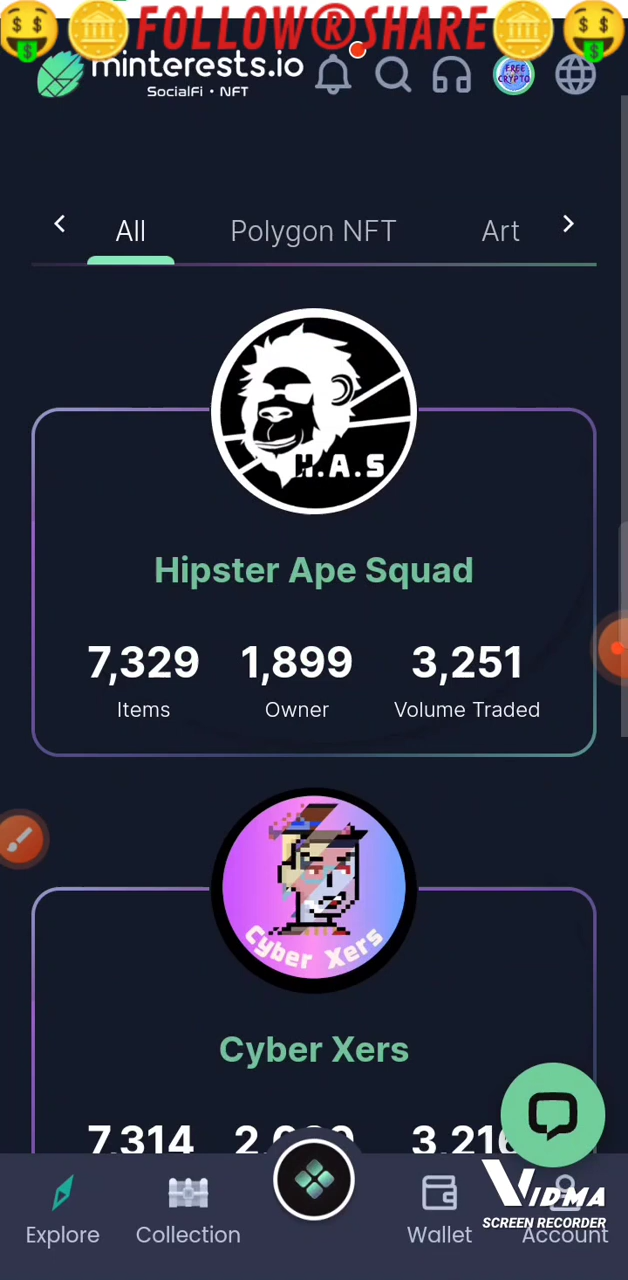 FOLLOW®SHARE
minterests.io
SocialFi • NFT
FREE
CRYPTO
All
Polygon NFT
Art
H.A.S
Hipster Ape Squad
7,329
1,899
3,251
Items
Owner
Volume Traded
Cyber Xers
Cyber Xers
7,314
3,216
VIDMA
SCREEN RECORDER
Explore
Collection
Wallet
Account